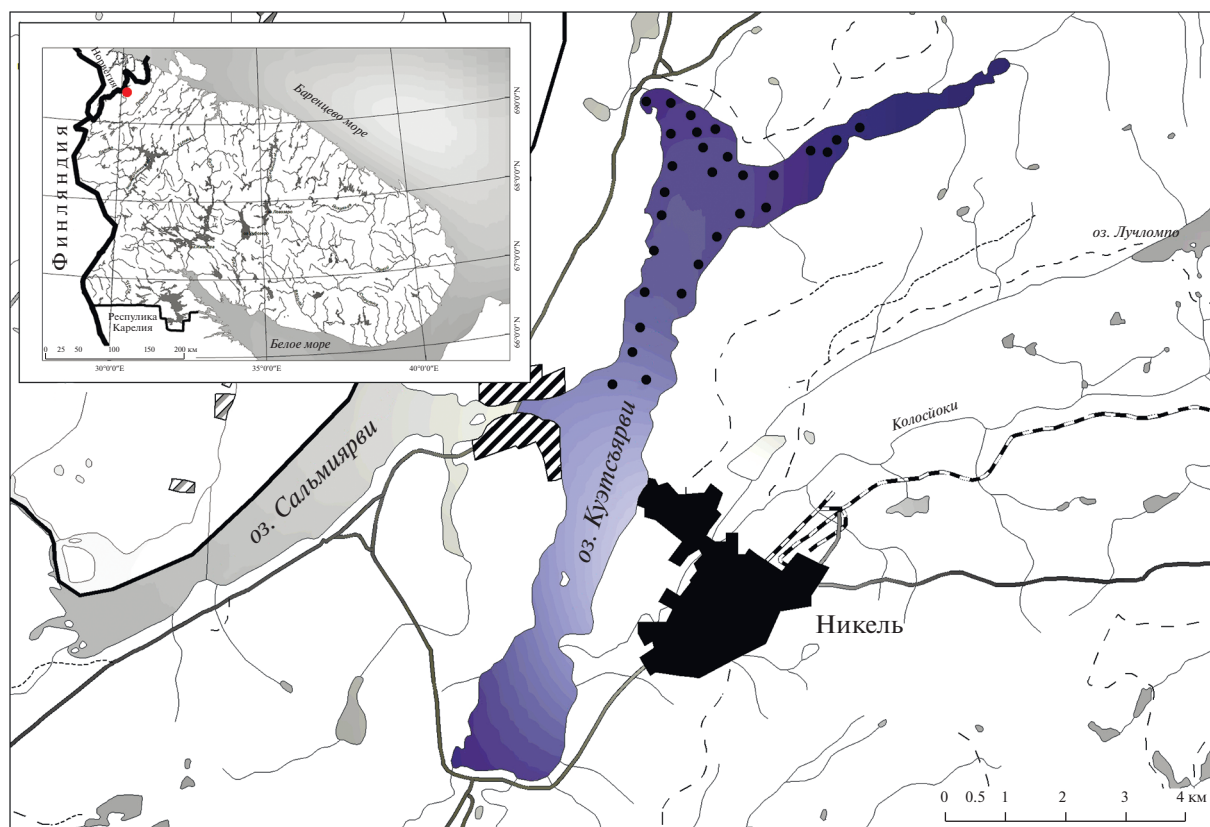 Норвегия
Баренцево море
69°0'0"N
68°0'0"N
67°0'0"N
66°0'0"N
ФИНЛЯНДИЯ
Респулика
Карелия
Белое море
0 25 50 100 150 200 км
30°0'0"E 35°0'0"E 40°0'0"E
оз. Лучломпо
Колосйоки
оз. Сальмиярви
оз. Куэтсъярви
Никель
0 0.5 1 2 3 4 км